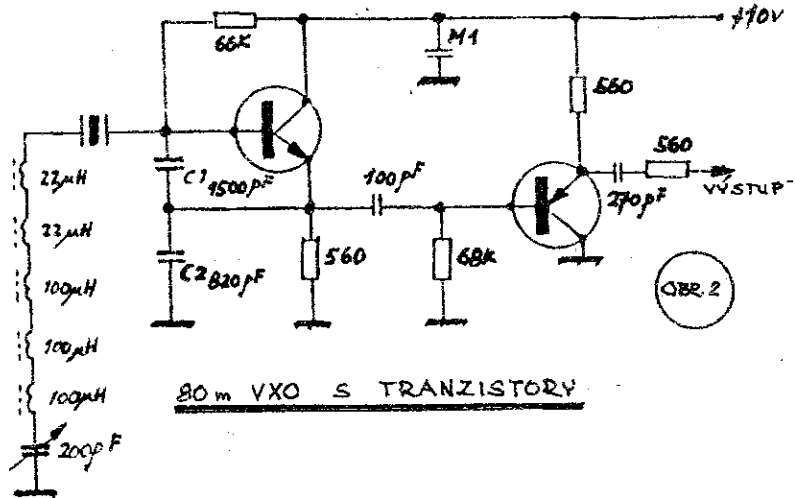 +10V
M1
66K
560
560
22µH
C1
1500pF
100pF
270pF
VÝSTUP
22µH
C2
820pF
560
68K
OBR. 2
100µH
100µH
100µH
80 m VXO S TRANZISTORY
200pF